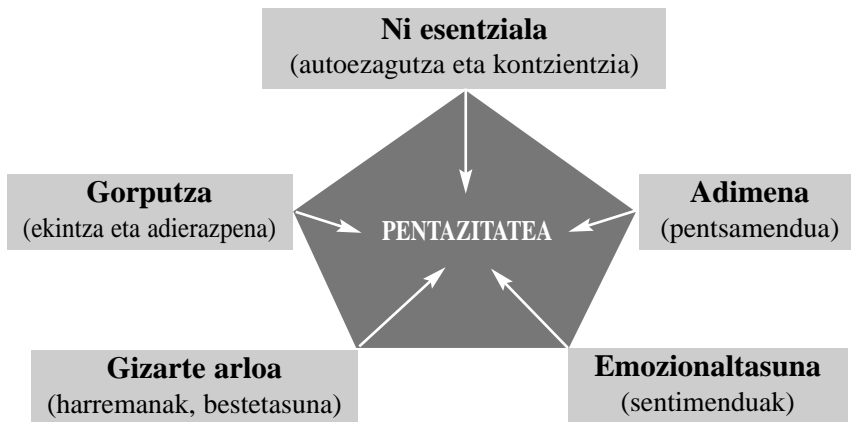 Ni esentziala
(autoezagutza eta kontzientzia)
Gorputza
(ekintza eta adierazpena)
Adimena
(pentsamendua)
PENTAZITATEA
Gizarte arloa
(harremanak, bestetasuna)
Emozionaltasuna
(sentimenduak)